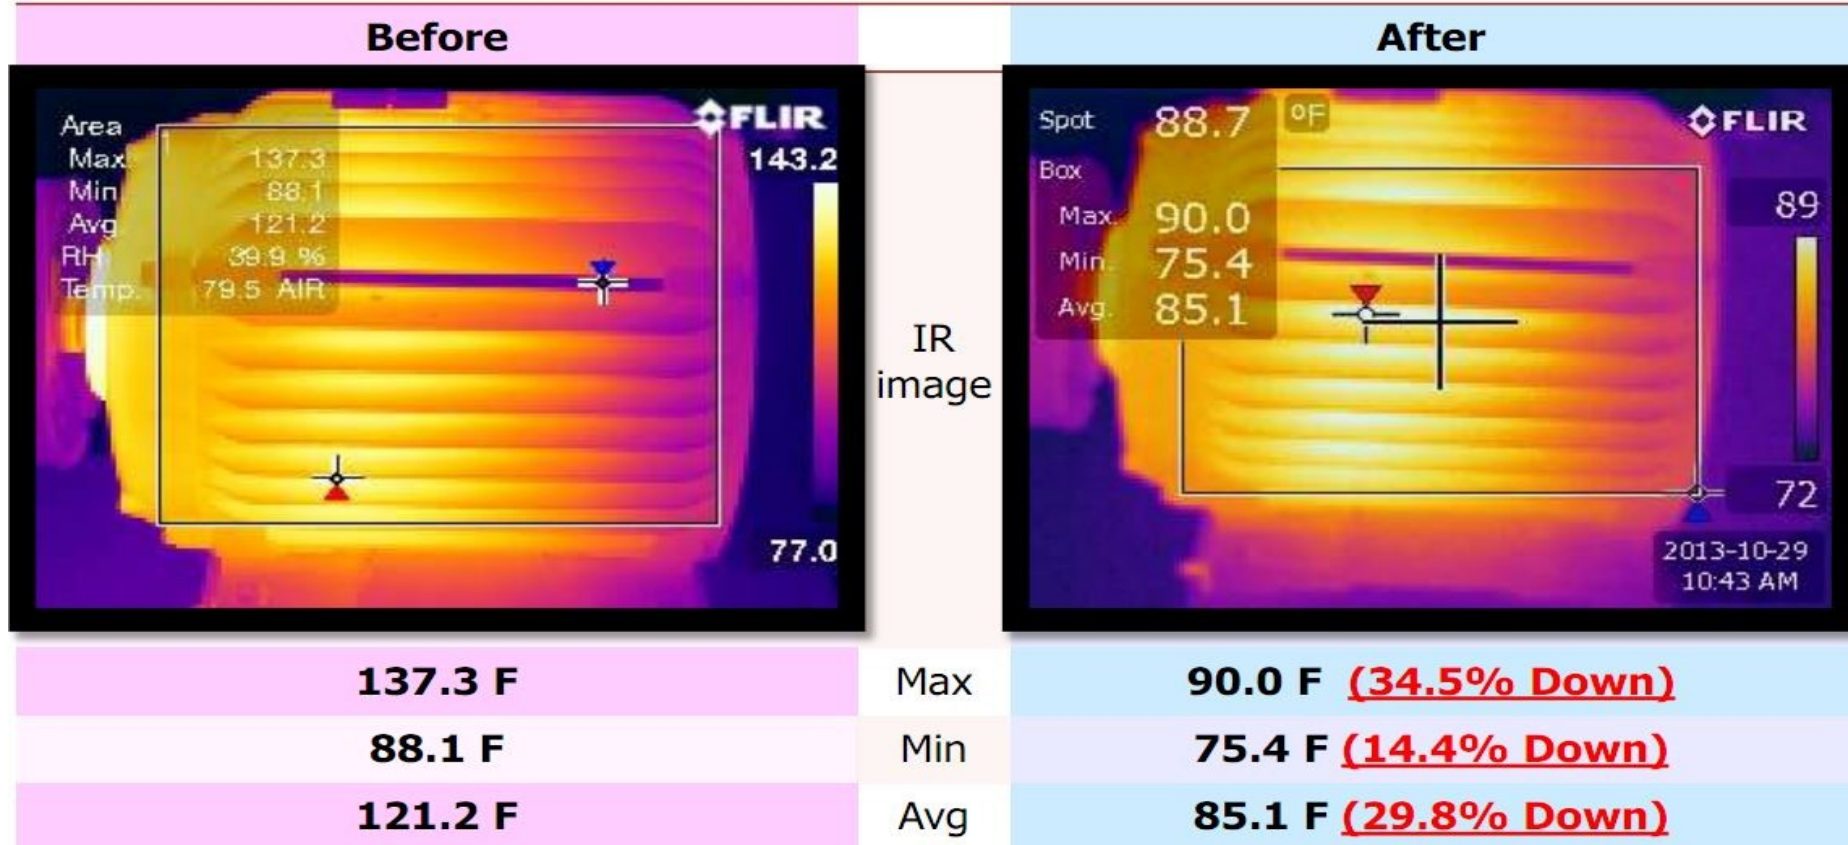 Before
After
Area
Max. 137.3
Min 88.1
Avg 121.2
RH 39.9 %
Temp. 79.5 AIR
FLIR
143.2
77.0
IR
image
Spot 88.7 ºF
Box
Max. 90.0
Min. 75.4
Avg. 85.1
FLIR
89
72
2013-10-29
10:43 AM
137.3 F Max 90.0 F (34.5% Down)
88.1 F Min 75.4 F (14.4% Down)
121.2 F Avg 85.1 F (29.8% Down)